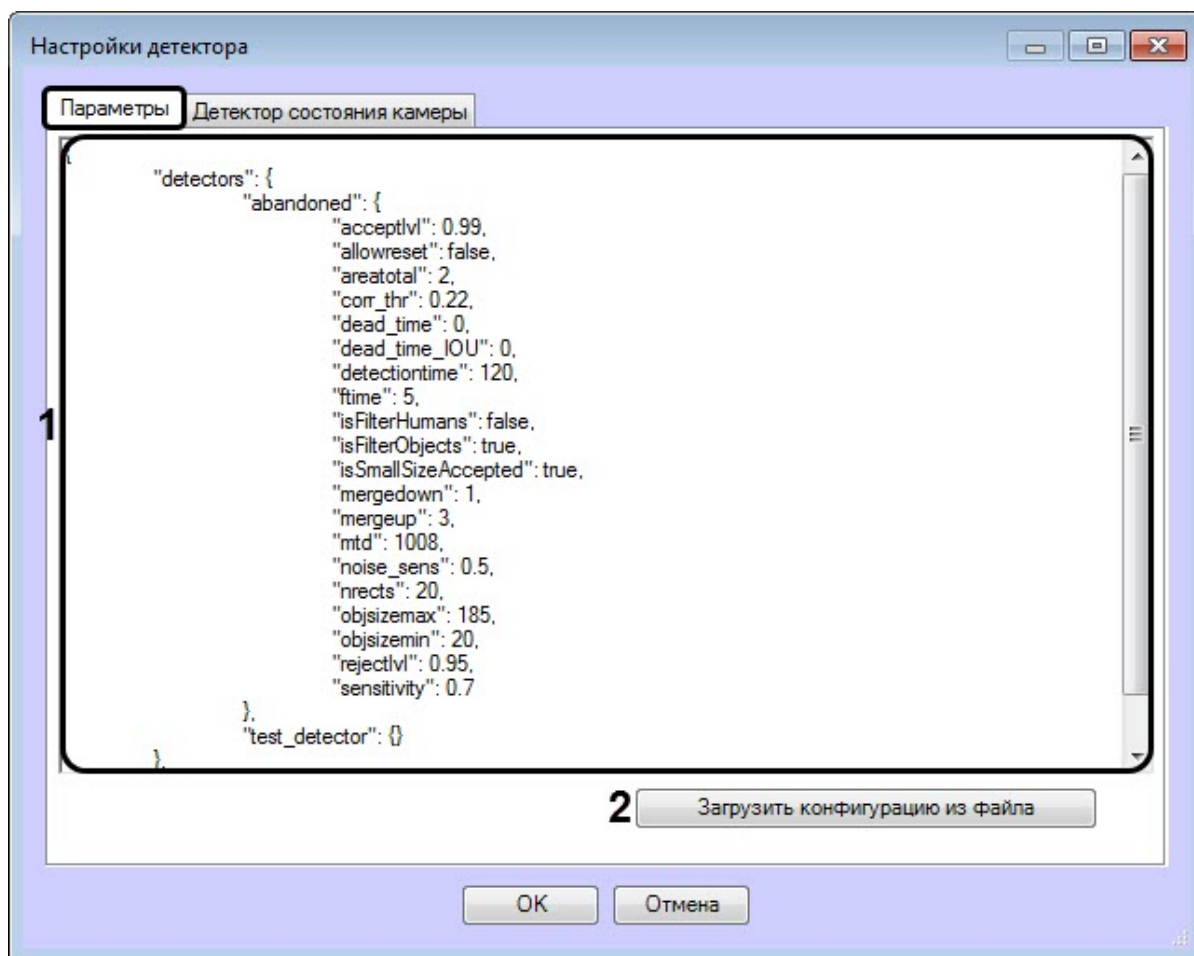 Настройки детектора
Параметры
Детектор состояния камеры
{
"detectors": {
"abandoned": {
"acceptlvl": 0.99,
"allowreset": false,
"areatotal": 2,
"corr_thr": 0.22,
"dead_time": 0,
"dead_time_IOU": 0,
"detectiontime": 120,
"ftime": 5,
"isFilterHumans": false,
"isFilterObjects": true,
"isSmallSizeAccepted": true,
"mergedown": 1,
"mergeup": 3,
"mtd": 1008,
"noise_sens": 0.5,
"nrects": 20,
"objsizemax": 185,
"objsizemin": 20,
"rejectlvl": 0.95,
"sensitivity": 0.7
},
"test_detector": {}
},
1
2
Загрузить конфигурацию из файла
OK
Отмена